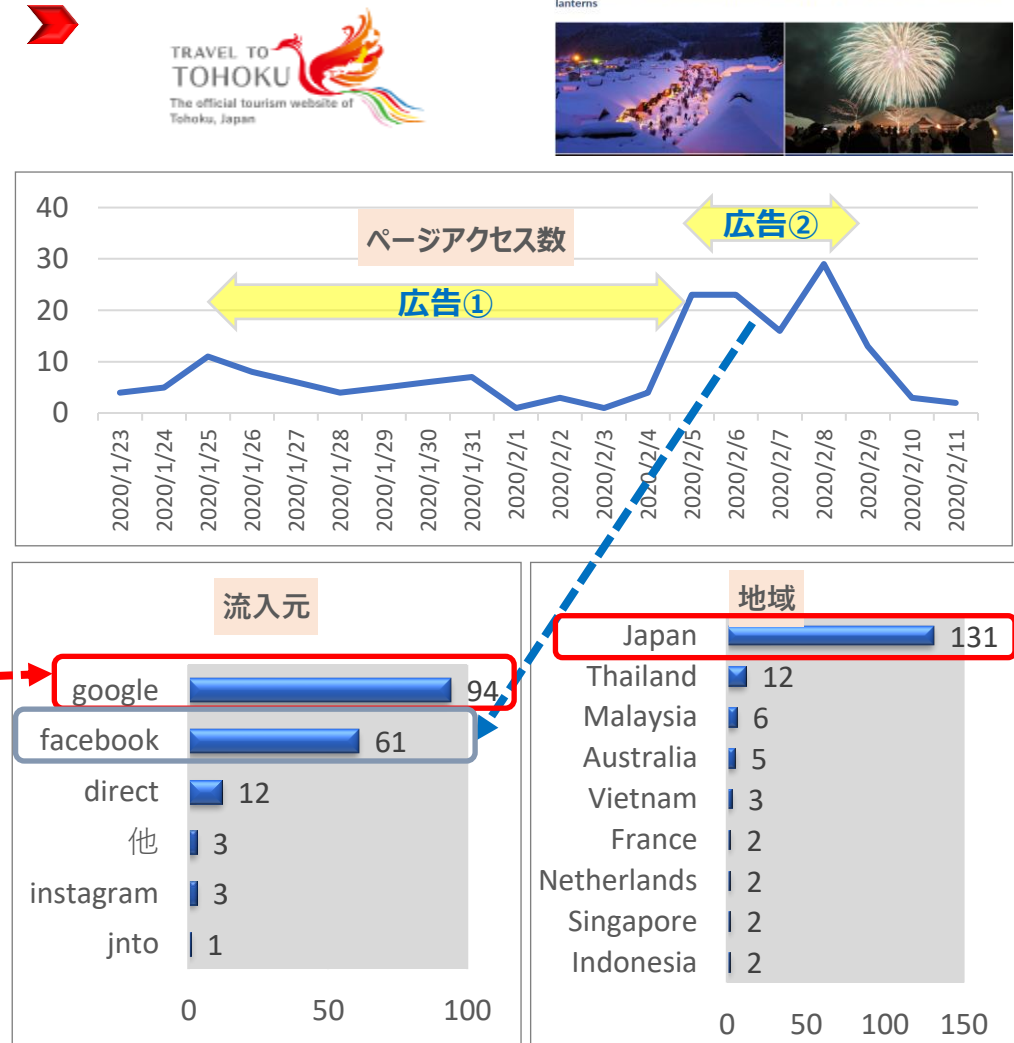 lanterns
TRAVEL TO
TOHOKU
The official tourism website of
Tohoku, Japan
40
30
20
10
0
ページアクセス数
広告①
広告②
2020/1/23
2020/1/24
2020/1/25
2020/1/26
2020/1/27
2020/1/28
2020/1/29
2020/1/30
2020/1/31
2020/2/1
2020/2/2
2020/2/3
2020/2/4
2020/2/5
2020/2/6
2020/2/7
2020/2/8
2020/2/9
2020/2/10
2020/2/11
流入元
google 94
facebook 61
direct 12
他 3
instagram 3
jnto 1
0 50 100
地域
Japan 131
Thailand 12
Malaysia 6
Australia 5
Vietnam 3
France 2
Netherlands 2
Singapore 2
Indonesia 2
0 50 100 150